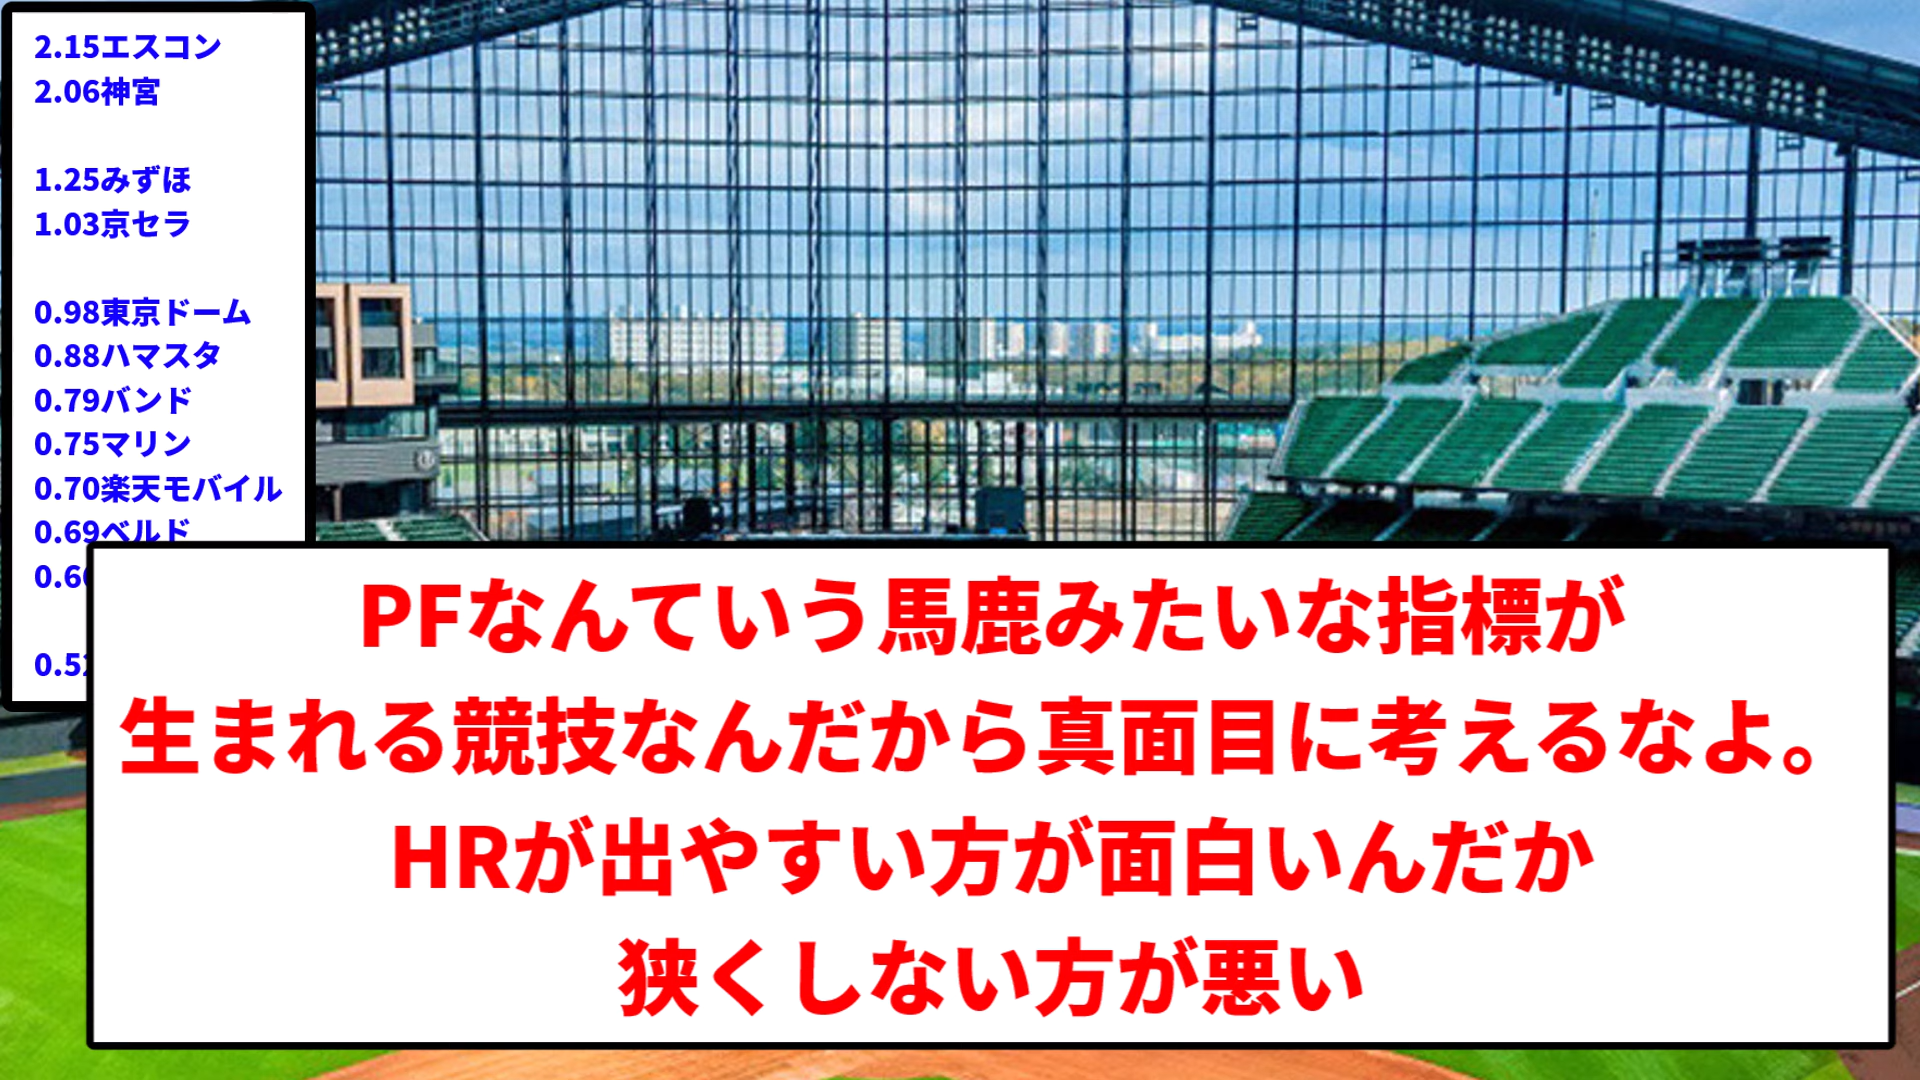 2.15エスコン
2.06神宮
1.25みずほ
1.03京セラ
0.98東京ドーム
0.88ハマスタ
0.79バンド
0.75マリン
0.70楽天モバイル
0.69ベルド
PFなんていう馬鹿みたいな指標が
生まれる競技なんだから真面目に考えるなよ。
HRが出やすい方が面白いんだか
狭くしない方が悪い